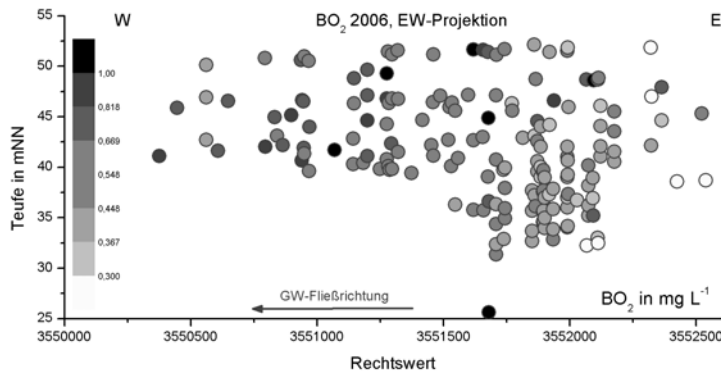 W
BO₂ 2006, EW-Projektion
E
55
50
45
40
35
30
25
Teufe in mNN
1,00
0,818
0,669
0,548
0,448
0,367
0,300
GW-Fließrichtung
BO₂ in mg L⁻¹
3550000 3550500 3551000 3551500 3552000 3552500
Rechtswert